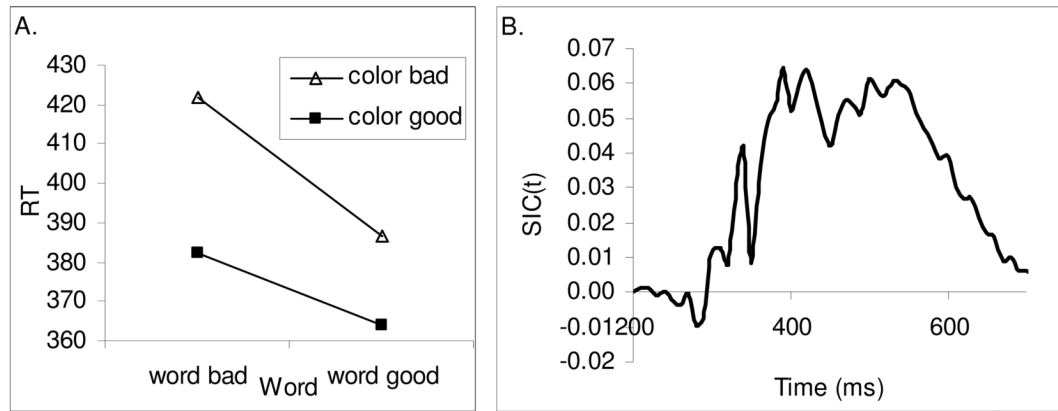 A.
430
420
410
400
390
380
370
360
RT
color bad
color good
word bad
word good
Word
B.
0.07
0.06
0.05
0.04
0.03
0.02
0.01
0.00
-0.01
-0.02
SIC(t)
200
400
600
Time (ms)